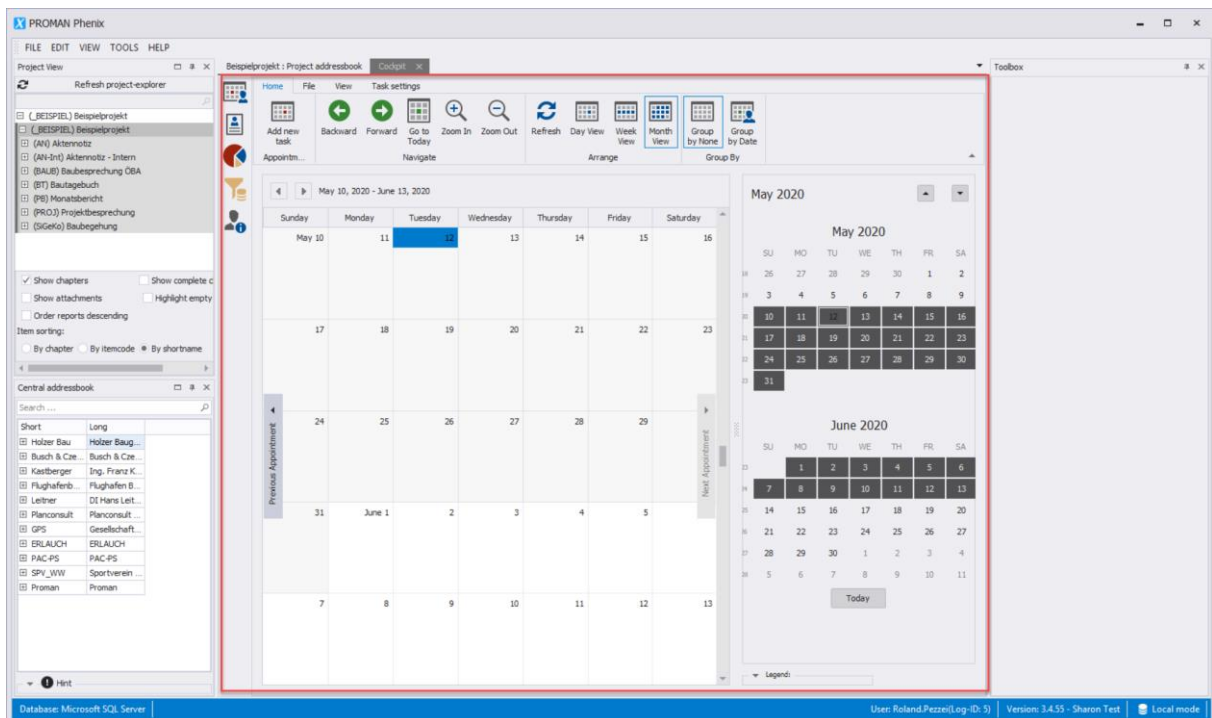 PROMAN Phenix
FILE EDIT VIEW TOOLS HELP
Project View
Refresh project-explorer
(_BEISPIEL) Beispielprojekt
(_BEISPIEL) Beispielprojekt
(AN) Aktennotiz
(AN-Int) Aktennotiz - Intern
(BAUB) Baubesprechung ÖBA
(BT) Bautagebuch
(PB) Monatsbericht
(PROJ) Projektbesprechung
(SiGeKo) Baubegehung
Show chapters Show complete c
Show attachments Highlight empty
Order reports descending
Item sorting:
By chapter By itemcode By shortname
Central addressbook
Search ...
Short Long
Holzer Bau Holzer Baug...
Busch & Cze... Busch & Cze...
Kastberger Ing. Franz K...
Flughafenb... Flughafen B...
Leitner DI Hans Leit...
Planconsult Planconsult ...
GPS Gesellschaft...
ERLAUCH ERLAUCH
PAC-PS PAC-PS
SPV_WW Sportverein ...
Proman Proman
Hint
Beispielprojekt : Project addressbook Cockpit
Home File View Task settings
Add new task Backward Forward Go to Today Zoom In Zoom Out Refresh Day View Week View Month View Group by None Group by Date
Appointm... Navigate Arrange Group By
May 10, 2020 - June 13, 2020
Sunday Monday Tuesday Wednesday Thursday Friday Saturday
May 10 11 12 13 14 15 16
17 18 19 20 21 22 23
24 25 26 27 28 29
31 June 1 2 3 4 5
7 8 9 10 11 12 13
Previous Appointment
Next Appointment
May 2020
May 2020
SU MO TU WE TH FR SA
26 27 28 29 30 1 2
3 4 5 6 7 8 9
10 11 12 13 14 15 16
17 18 19 20 21 22 23
24 25 26 27 28 29 30
31
June 2020
SU MO TU WE TH FR SA
1 2 3 4 5 6
7 8 9 10 11 12 13
14 15 16 17 18 19 20
21 22 23 24 25 26 27
28 29 30 1 2 3 4
5 6 7 8 9 10 11
Today
Legend:
Toolbox
Database: Microsoft SQL Server User: Roland.Pezzei(Log-ID: 5) Version: 3.4.55 - Sharon Test Local mode